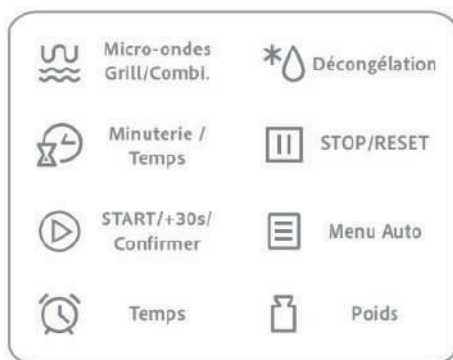 Micro-ondes
Grill/Combi.
Décongélation
Minuterie /
Temps
STOP/RESET
START/+30s/
Confirmer
Menu Auto
Temps
Poids